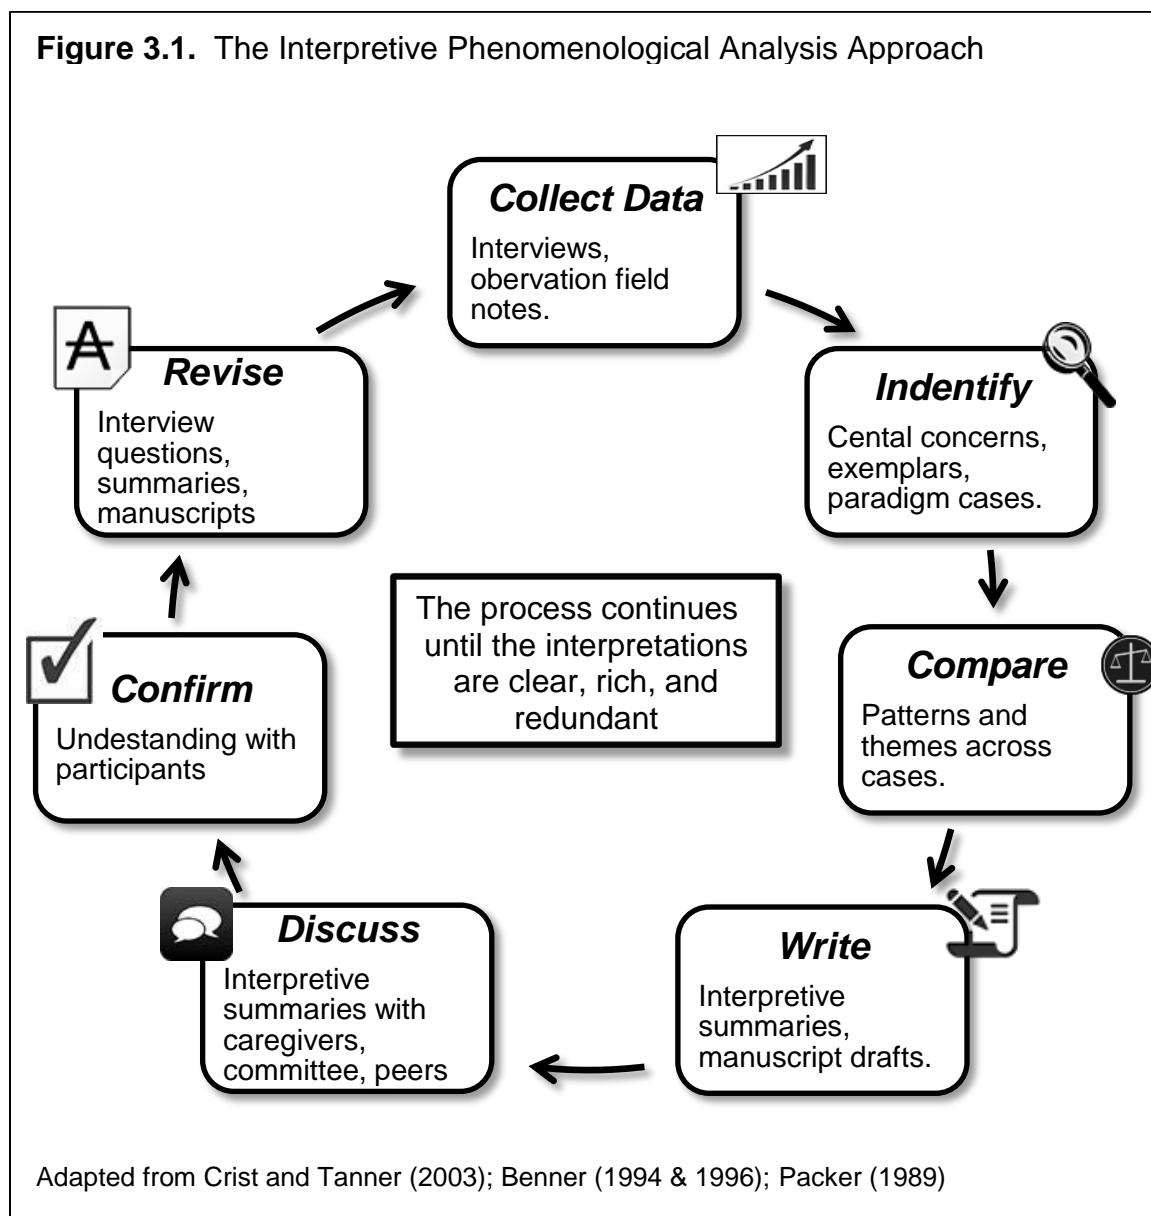 Figure 3.1. The Interpretive Phenomenological Analysis Approach
Collect Data
Interviews,
obervation field
notes.
Indentify
Cental concerns,
exemplars,
paradigm cases.
Compare
Patterns and
themes across
cases.
Write
Interpretive
summaries,
manuscript drafts.
Discuss
Interpretive
summaries with
caregivers,
committee, peers
Confirm
Undestanding with
participants
Revise
Interview
questions,
summaries,
manuscripts
The process continues
until the interpretations
are clear, rich, and
redundant
Adapted from Crist and Tanner (2003); Benner (1994 & 1996); Packer (1989)